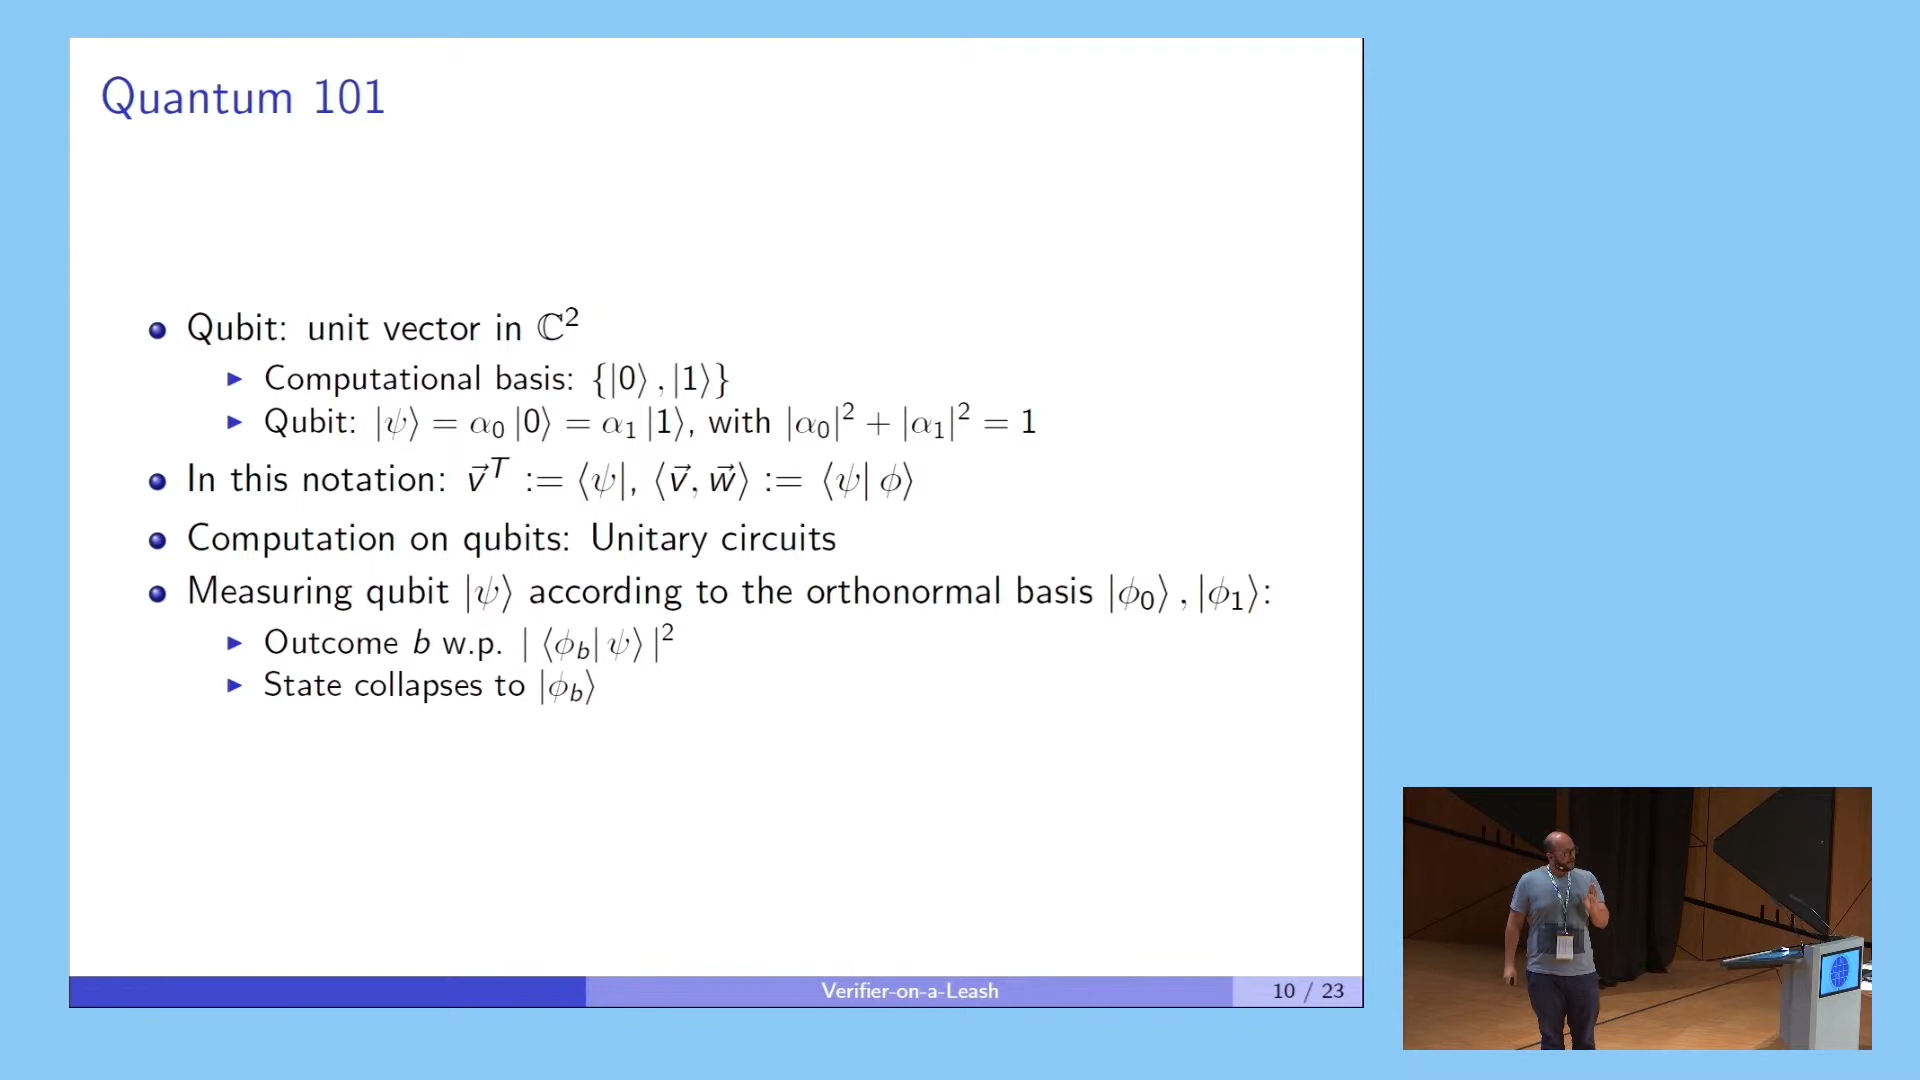 Quantum 101
Qubit: unit vector in ℂ²
Computational basis: {|0⟩, |1⟩}
Qubit: |ψ⟩ = α₀ |0⟩ = α₁ |1⟩, with |α₀|² + |α₁|² = 1
In this notation: v⃗ᵀ := ⟨ψ|, ⟨v⃗, w⃗⟩ := ⟨ψ| ϕ⟩
Computation on qubits: Unitary circuits
Measuring qubit |ψ⟩ according to the orthonormal basis |ϕ₀⟩, |ϕ₁⟩:
Outcome b w.p. | ⟨ϕ_b| ψ⟩ |²
State collapses to |ϕ_b⟩
Verifier-on-a-Leash
10 / 23